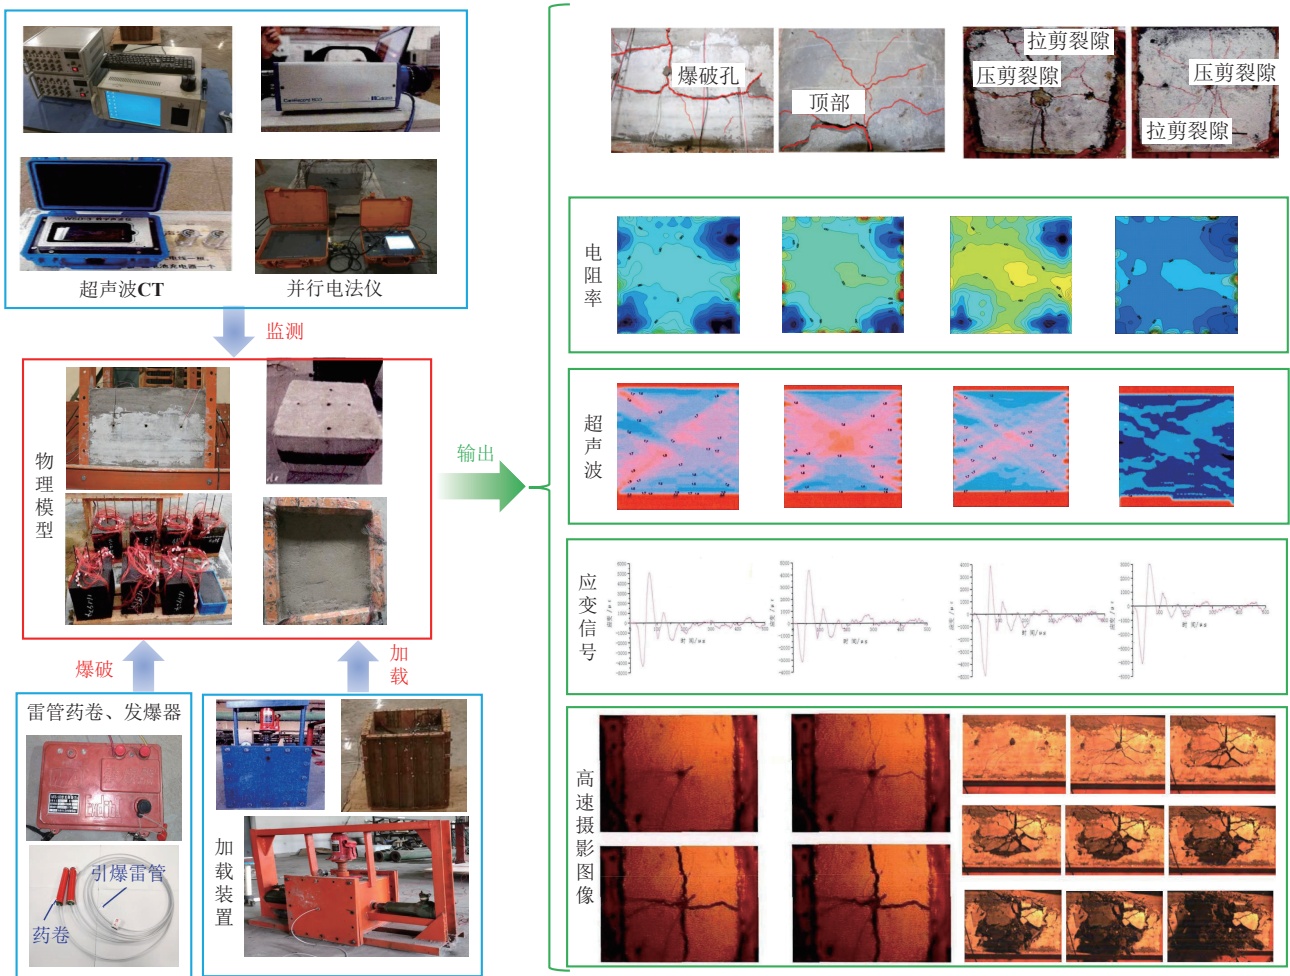 超声波CT
并行电法仪
监测
物理模型
爆破
加载
雷管药卷、发爆器
引爆雷管
药卷
加载装置
输出
爆破孔
顶部
拉剪裂隙
压剪裂隙
压剪裂隙
拉剪裂隙
电阻率
超声波
应变信号
高速摄影图像